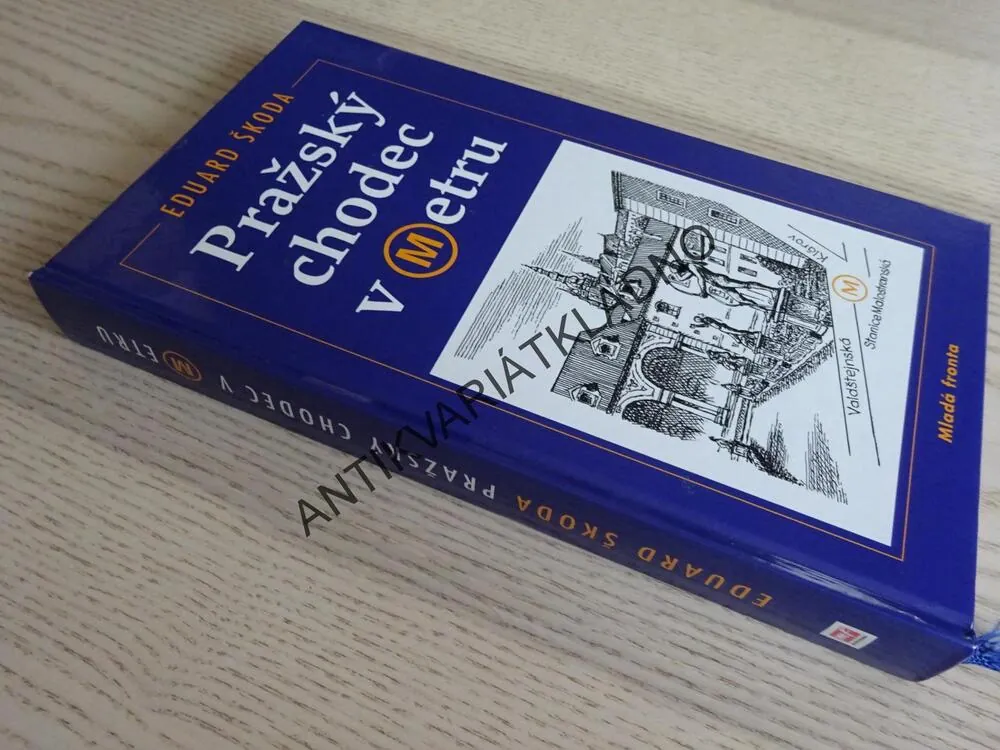 EDUARD ŠKODA
Pražský
chodec
v Metru
Klárov
M
Stanice Malostranská
Valdštejnská
Mladá fronta
EDUARD ŠKODA PRAŽSKÝ CHODEC V METRU
ANTIKVARIÁTKLADNO